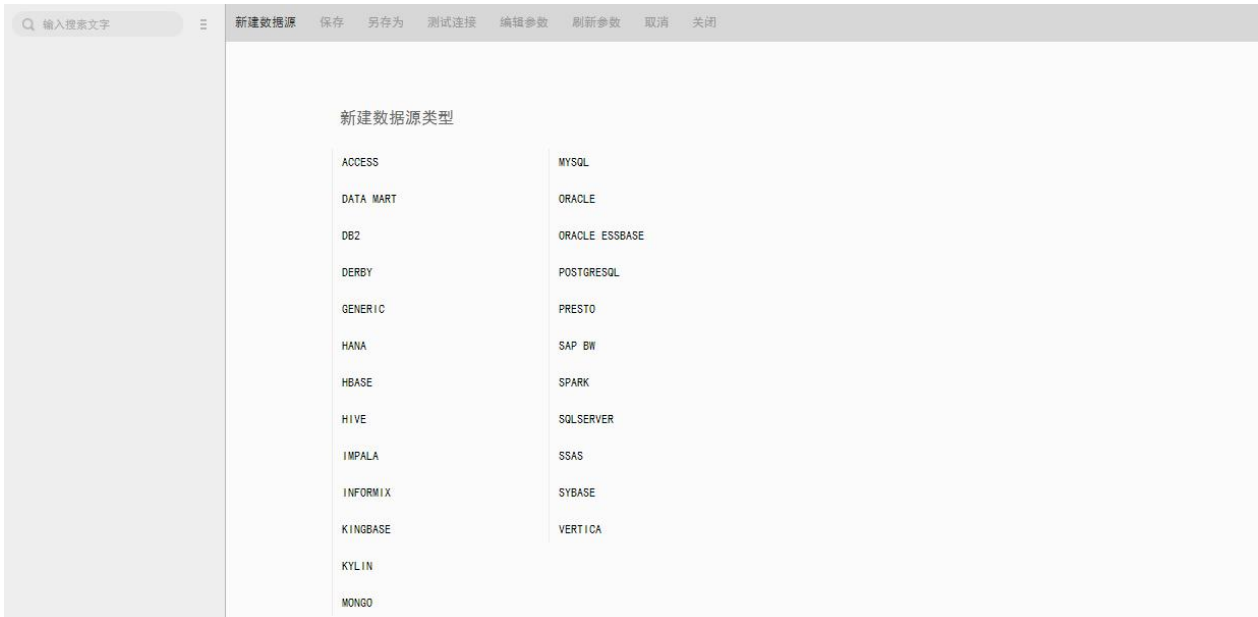 输入搜索文字
新建数据源 保存 另存为 测试连接 编辑参数 刷新参数 取消 关闭
新建数据源类型
ACCESS
DATA MART
DB2
DERBY
GENERIC
HANA
HBASE
HIVE
IMPALA
INFORMIX
KINGBASE
KYLIN
MONGO
MYSQL
ORACLE
ORACLE ESSBASE
POSTGRESQL
PRESTO
SAP BW
SPARK
SQLSERVER
SSAS
SYBASE
VERTICA